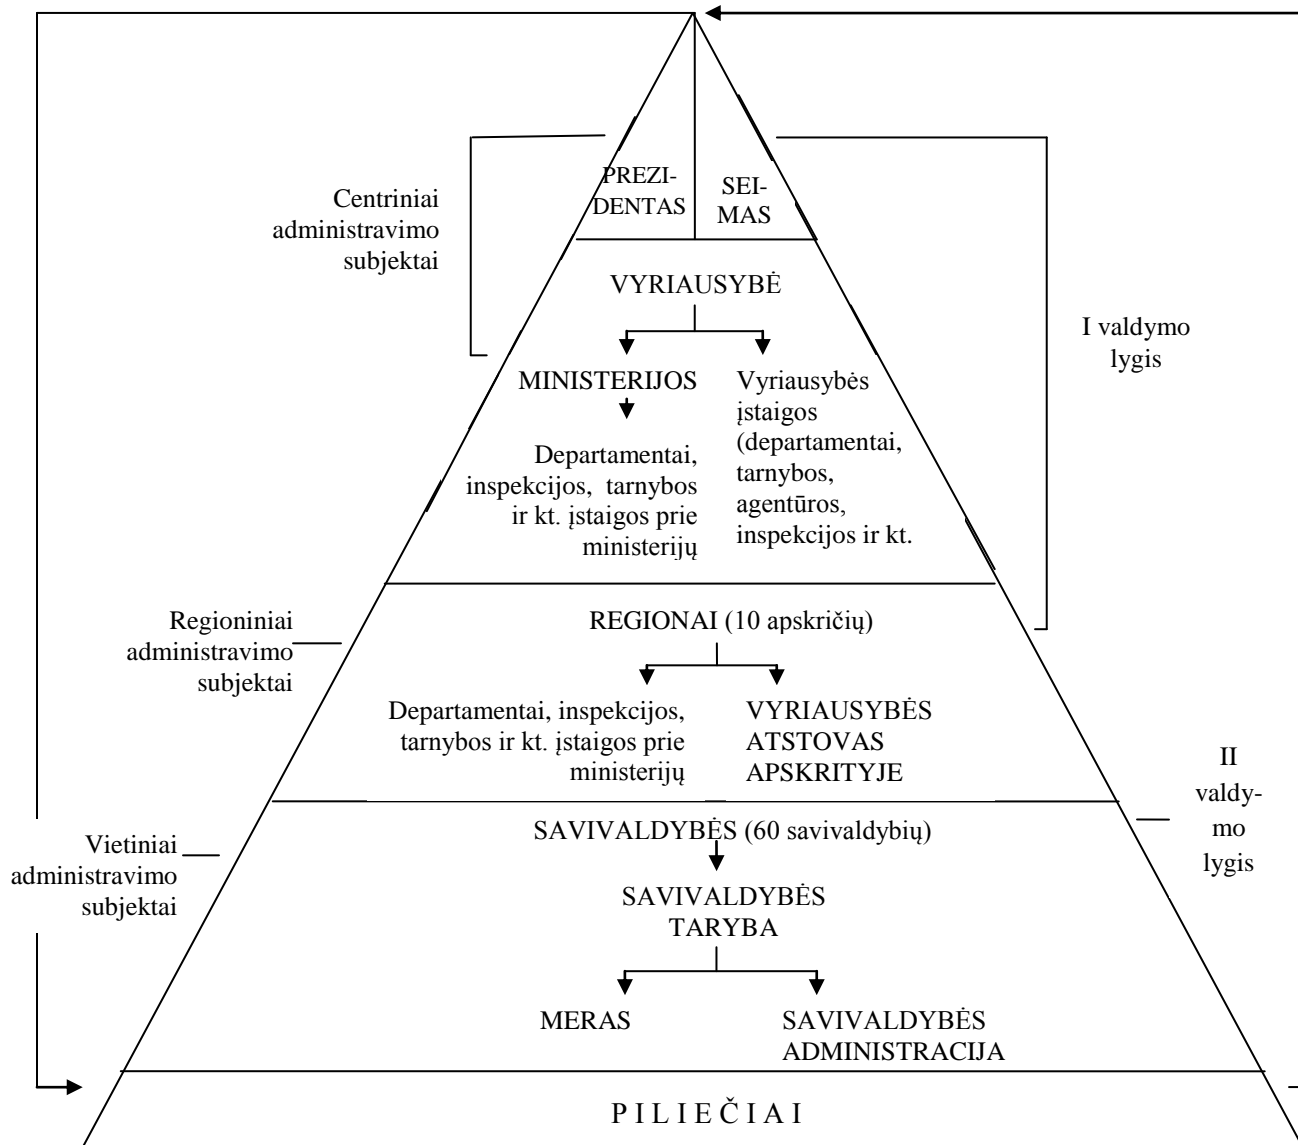 PREZI-
DENTAS
SEI-
MAS
Centriniai
administravimo
subjektai
VYRIAUSYBĖ
I valdymo
lygis
MINISTERIJOS
Vyriausybės
įstaigos
(departamentai,
tarnybos,
agentūros,
inspekcijos ir kt.
Departamentai,
inspekcijos, tarnybos
ir kt. įstaigos prie
ministerijų
Regioniniai
administravimo
subjektai
REGIONAI (10 apskričių)
Departamentai, inspekcijos,
tarnybos ir kt. įstaigos prie
ministerijų
VYRIAUSYBĖS
ATSTOVAS
APSKRITYJE
II
valdy-
mo
lygis
Vietiniai
administravimo
subjektai
SAVIVALDYBĖS (60 savivaldybių)
SAVIVALDYBĖS
TARYBA
MERAS
SAVIVALDYBĖS
ADMINISTRACIJA
P I L I E Č I A I